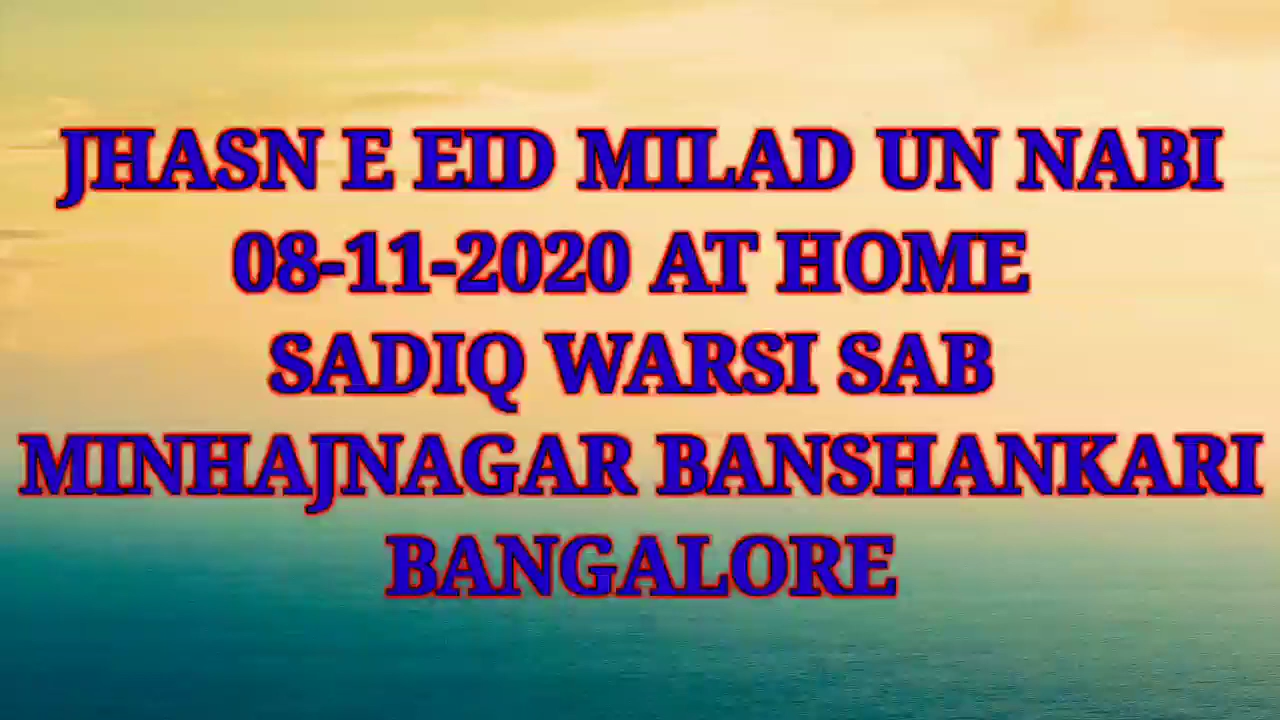 JHASN E EID MILAD UN NABI
08-11-2020 AT HOME
SADIQ WARSI SAB
MINHAJNAGAR BANSHANKARI
BANGALORE